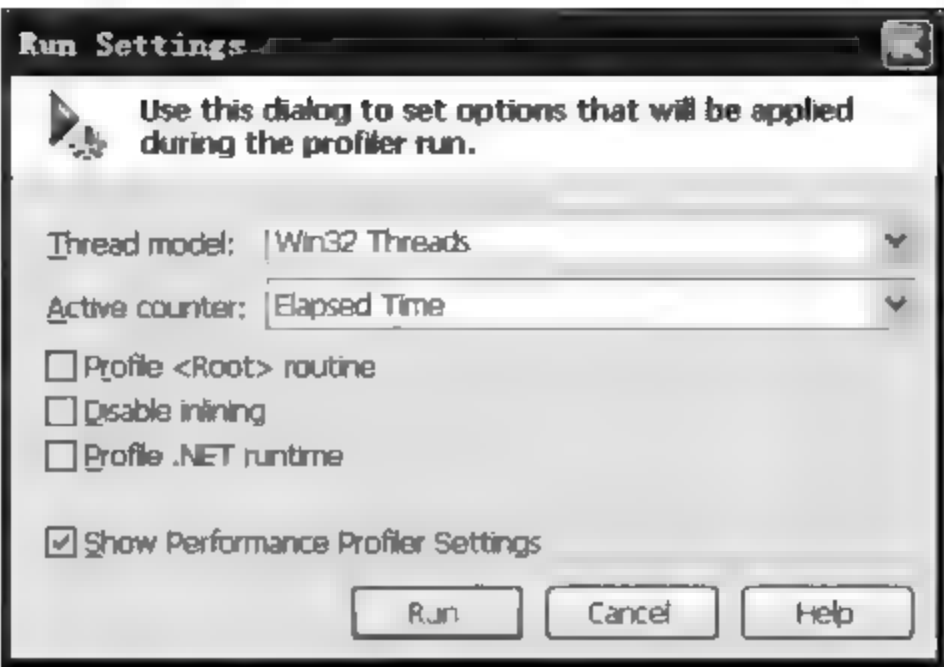 Run Settings
Use this dialog to set options that will be applied
during the profiler run.
Thread model: Win32 Threads
Active counter: Elapsed Time
Profile <Root> routine
Disable inlining
Profile .NET runtime
Show Performance Profiler Settings
Run Cancel Help